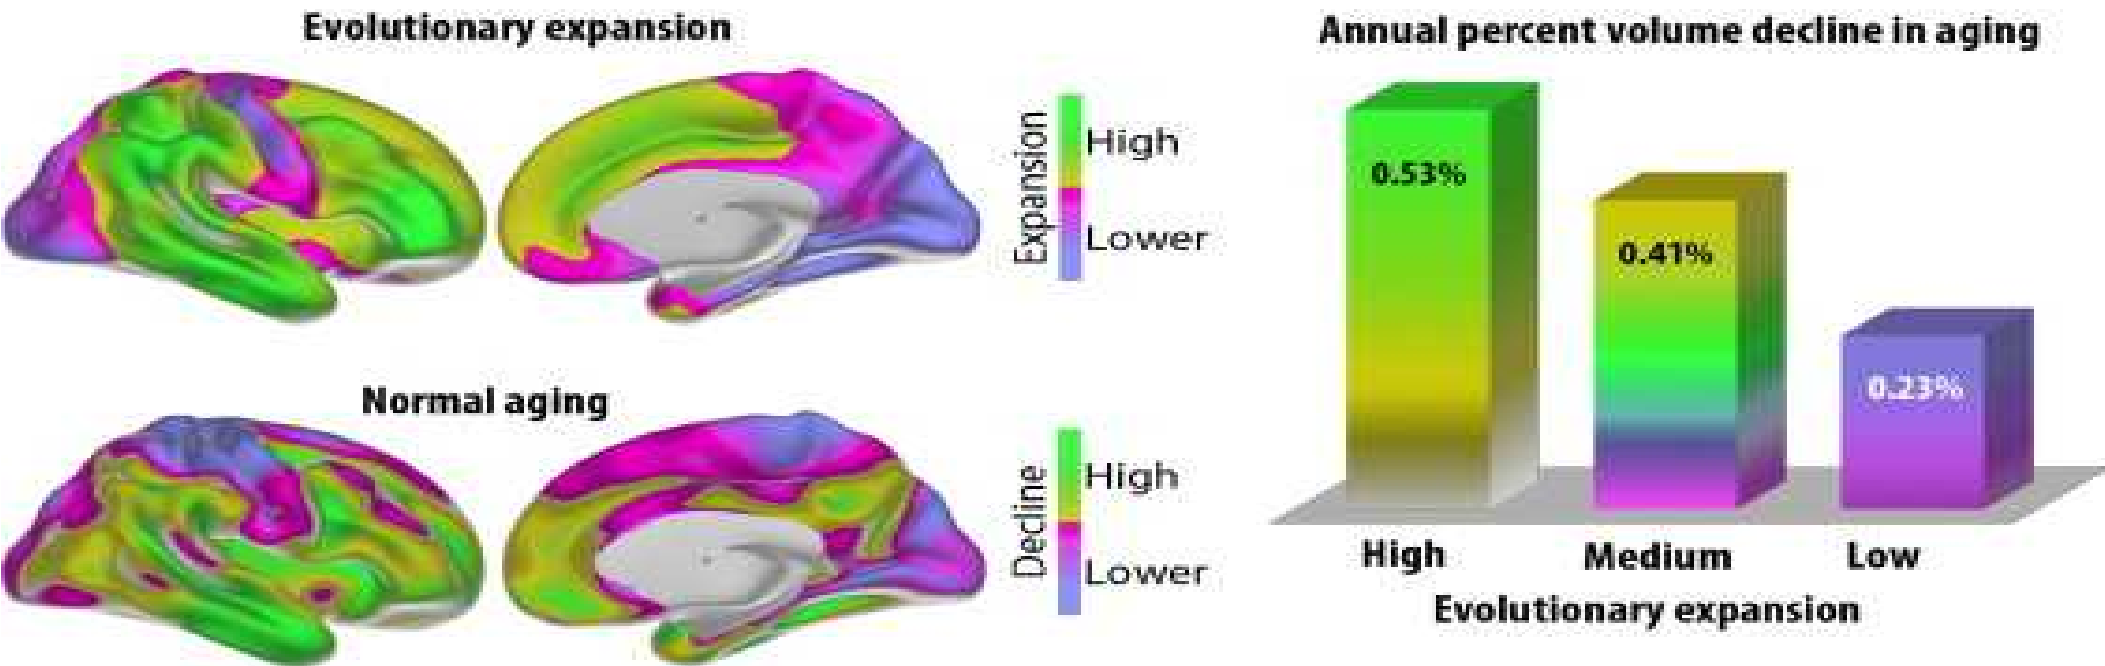 Evolutionary expansion
Expansion
High
Lower
Normal aging
Decline
High
Lower
Annual percent volume decline in aging
0.53%
0.41%
0.23%
High
Medium
Low
Evolutionary expansion